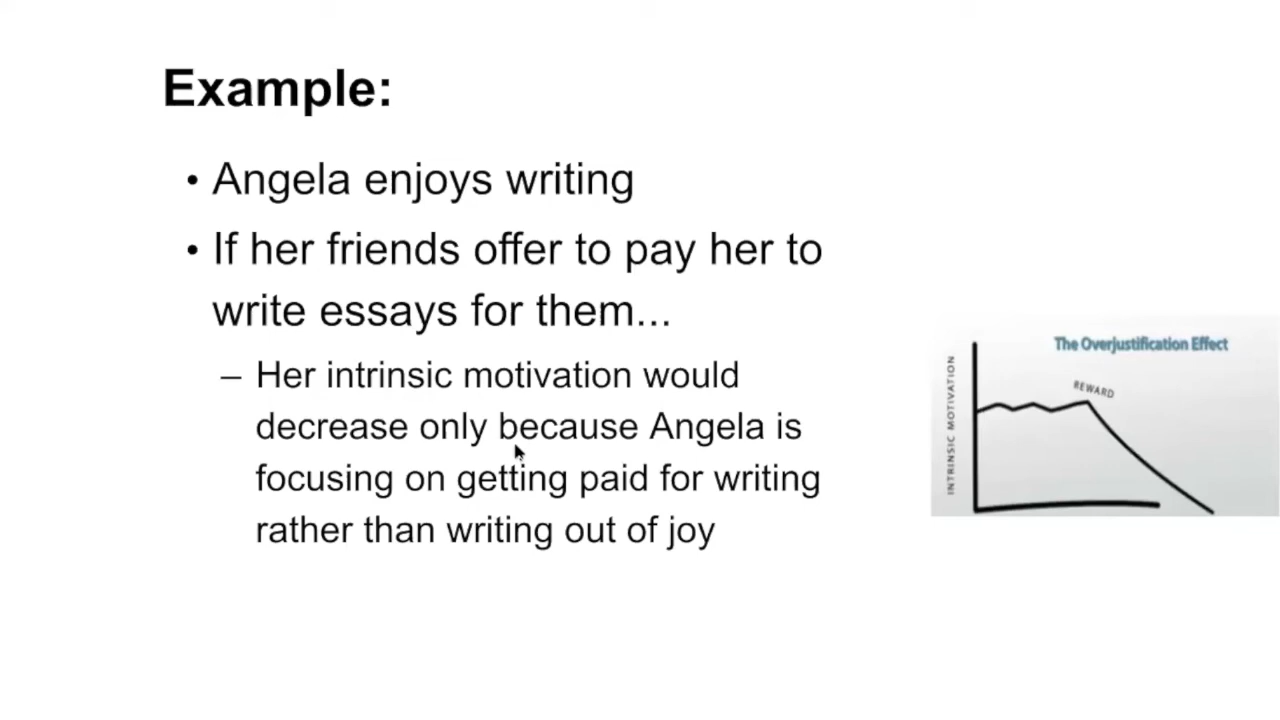 Example:
• Angela enjoys writing
• If her friends offer to pay her to
write essays for them...
– Her intrinsic motivation would
decrease only because Angela is
focusing on getting paid for writing
rather than writing out of joy
The Overjustification Effect
REWARD
INTRINSIC MOTIVATION